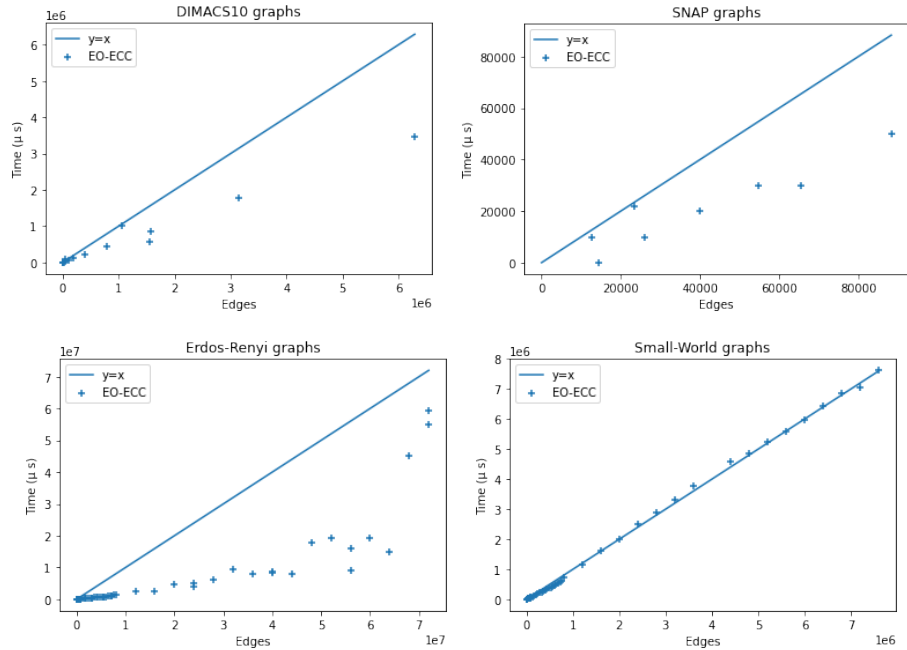 DIMACS10 graphs
1e6
y=x
EO-ECC
6
5
4
3
2
1
0
Time (μ s)
0 1 2 3 4 5 6
1e6
Edges
SNAP graphs
y=x
EO-ECC
80000
60000
40000
20000
0
Time (μ s)
0 20000 40000 60000 80000
Edges
Erdos-Renyi graphs
1e7
y=x
EO-ECC
7
6
5
4
3
2
1
0
Time (μ s)
0 1 2 3 4 5 6 7
1e7
Edges
Small-World graphs
1e6
y=x
EO-ECC
8
7
6
5
4
3
2
1
0
Time (μ s)
0 1 2 3 4 5 6 7
1e6
Edges